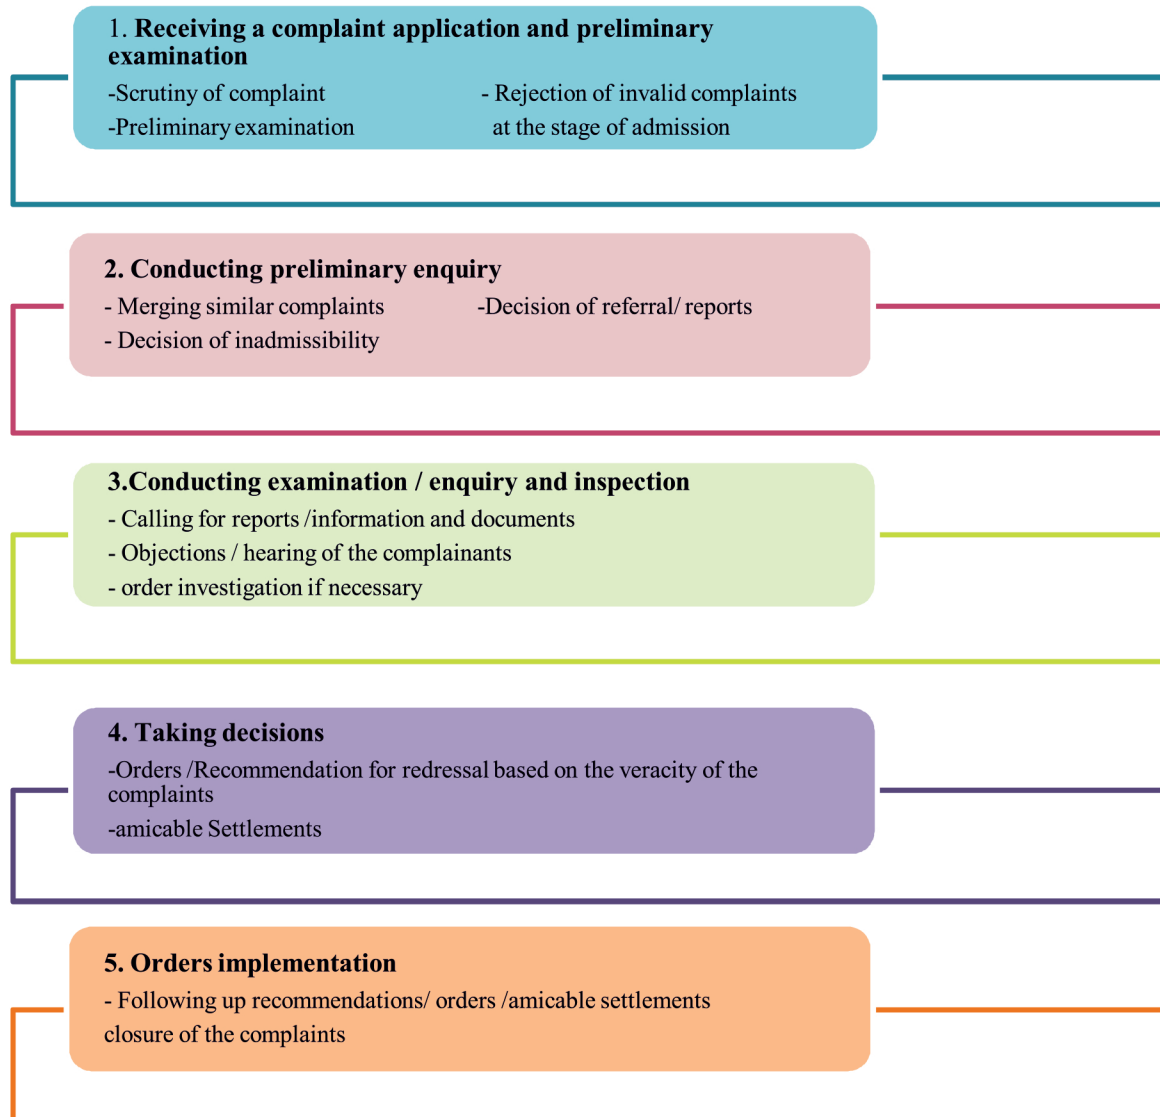 1. Receiving a complaint application and preliminary
examination
-Scrutiny of complaint - Rejection of invalid complaints
-Preliminary examination at the stage of admission
2. Conducting preliminary enquiry
- Merging similar complaints -Decision of referral/ reports
- Decision of inadmissibility
3.Conducting examination / enquiry and inspection
- Calling for reports /information and documents
- Objections / hearing of the complainants
- order investigation if necessary
4. Taking decisions
-Orders /Recommendation for redressal based on the veracity of the
complaints
-amicable Settlements
5. Orders implementation
- Following up recommendations/ orders /amicable settlements
closure of the complaints